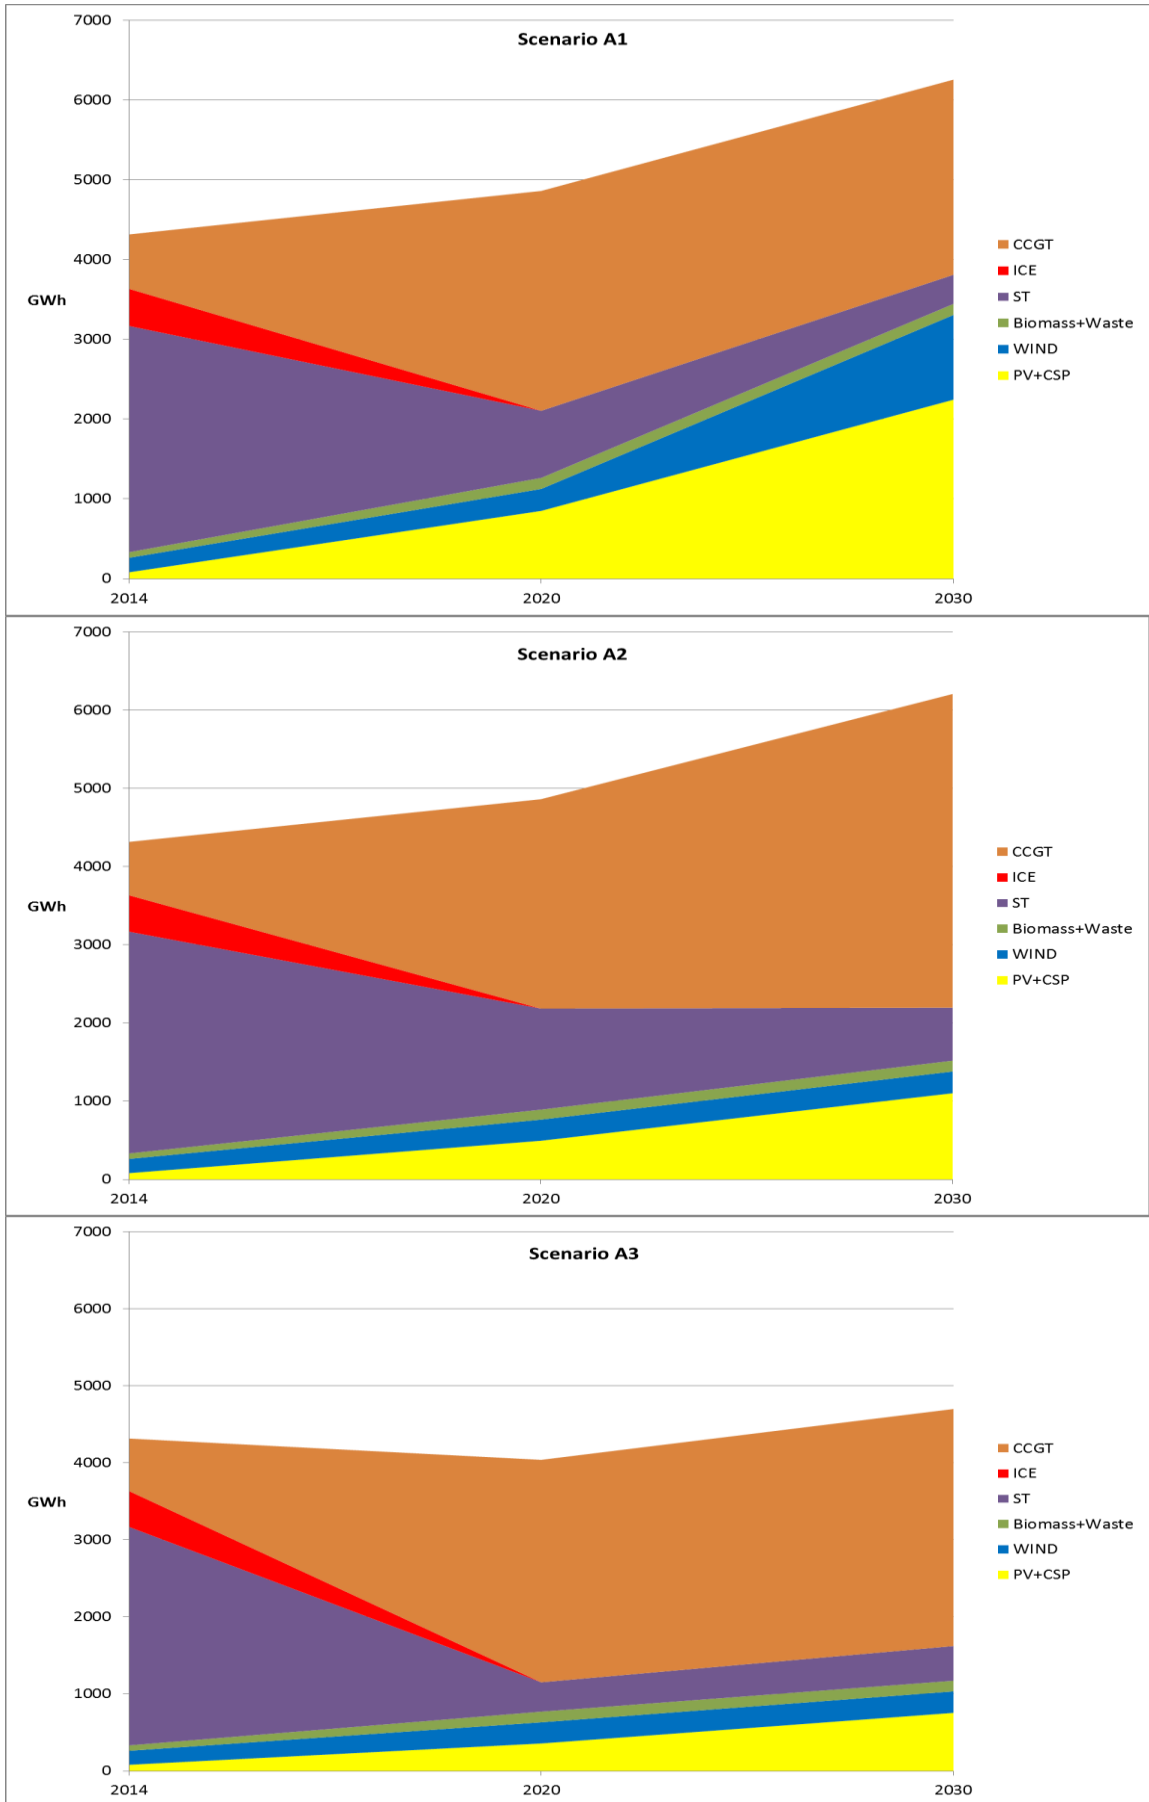 Scenario A1
7000
6000
5000
4000
GWh
3000
2000
1000
0
2014 2020 2030
CCGT
ICE
ST
Biomass+Waste
WIND
PV+CSP
Scenario A2
7000
6000
5000
4000
GWh
3000
2000
1000
0
2014 2020 2030
CCGT
ICE
ST
Biomass+Waste
WIND
PV+CSP
Scenario A3
7000
6000
5000
4000
GWh
3000
2000
1000
0
2014 2020 2030
CCGT
ICE
ST
Biomass+Waste
WIND
PV+CSP